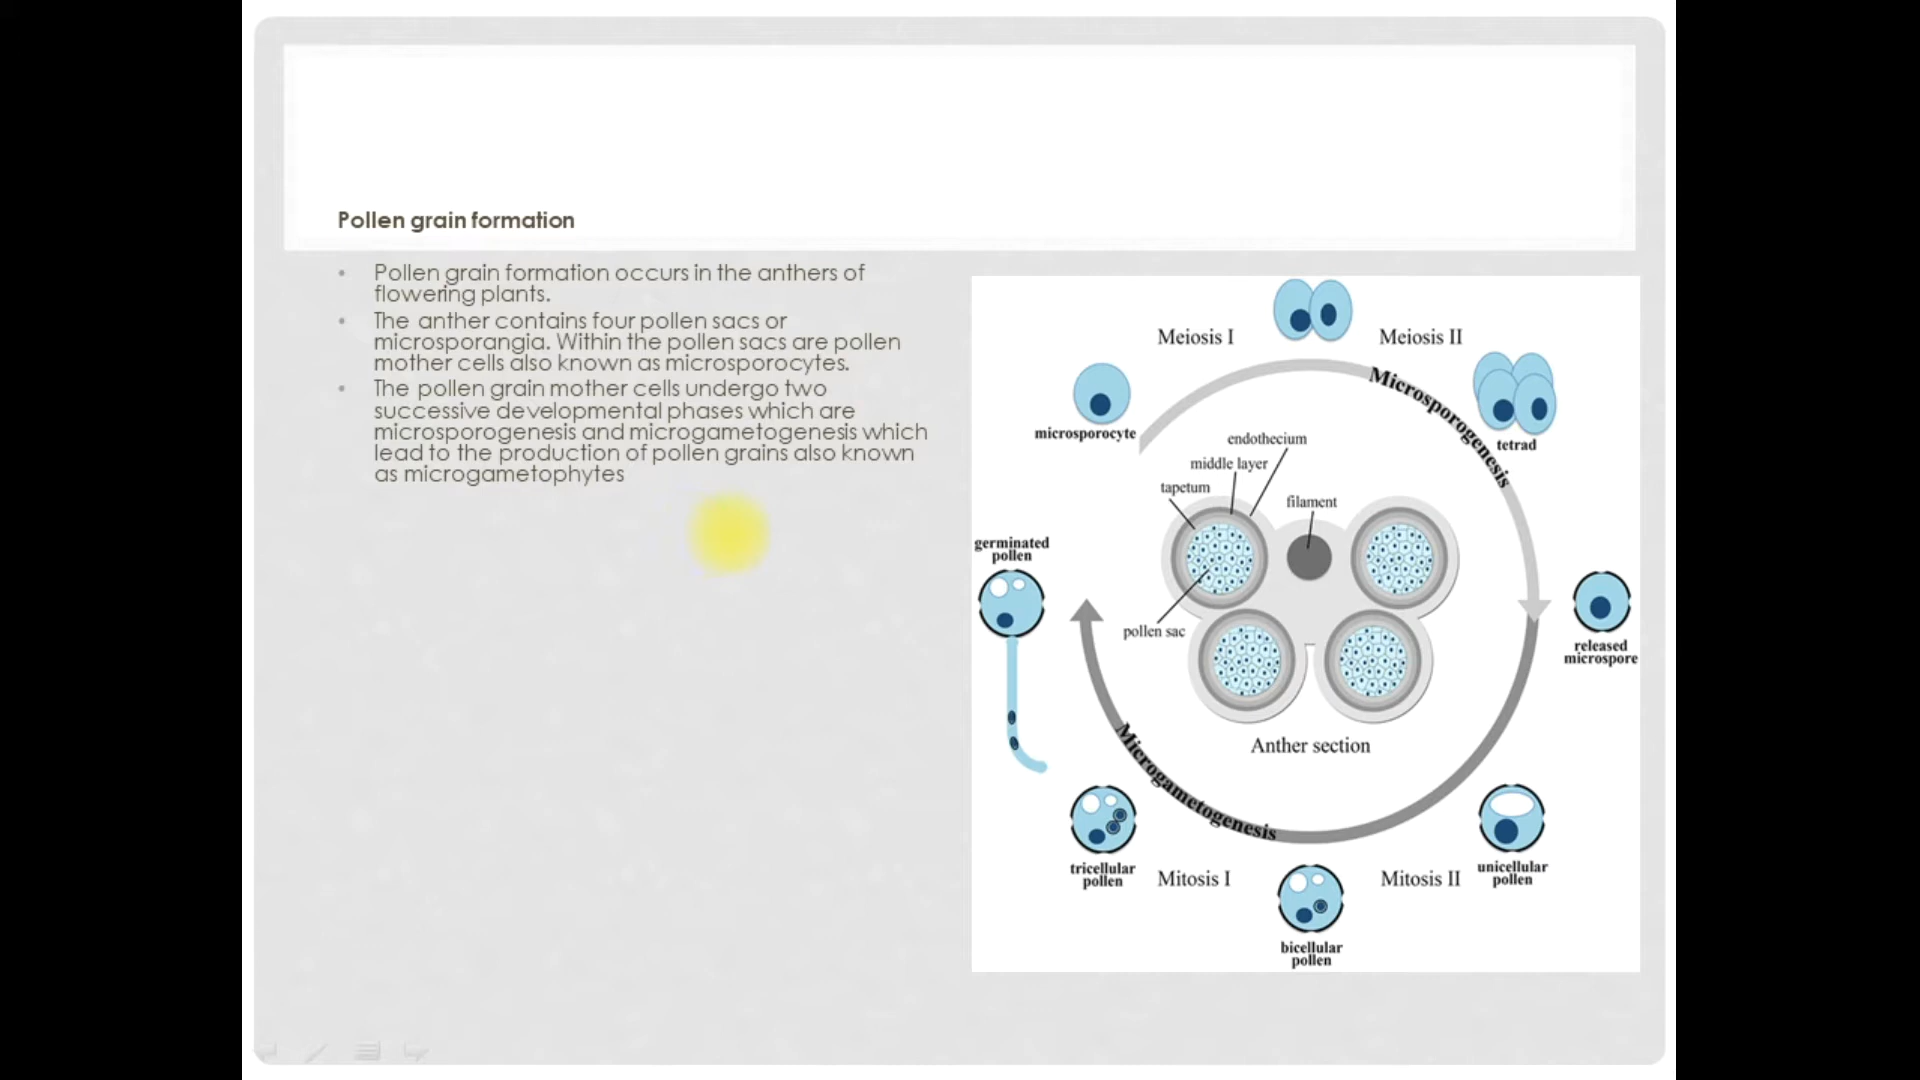 Pollen grain formation
• Pollen grain formation occurs in the anthers of
flowering plants.
• The anther contains four pollen sacs or
microsporangia. Within the pollen sacs are pollen
mother cells also known as microsporocytes.
• The pollen grain mother cells undergo two
successive developmental phases which are
microsporogenesis and microgametogenesis which
lead to the production of pollen grains also known
as microgametophytes
Meiosis I
Meiosis II
Microsporogenesis
microsporocyte
tetrad
endothecium
middle layer
tapetum
filament
germinated
pollen
pollen sac
released
microspore
Anther section
Microgametogenesis
tricellular
pollen
Mitosis I
Mitosis II
unicellular
pollen
bicellular
pollen